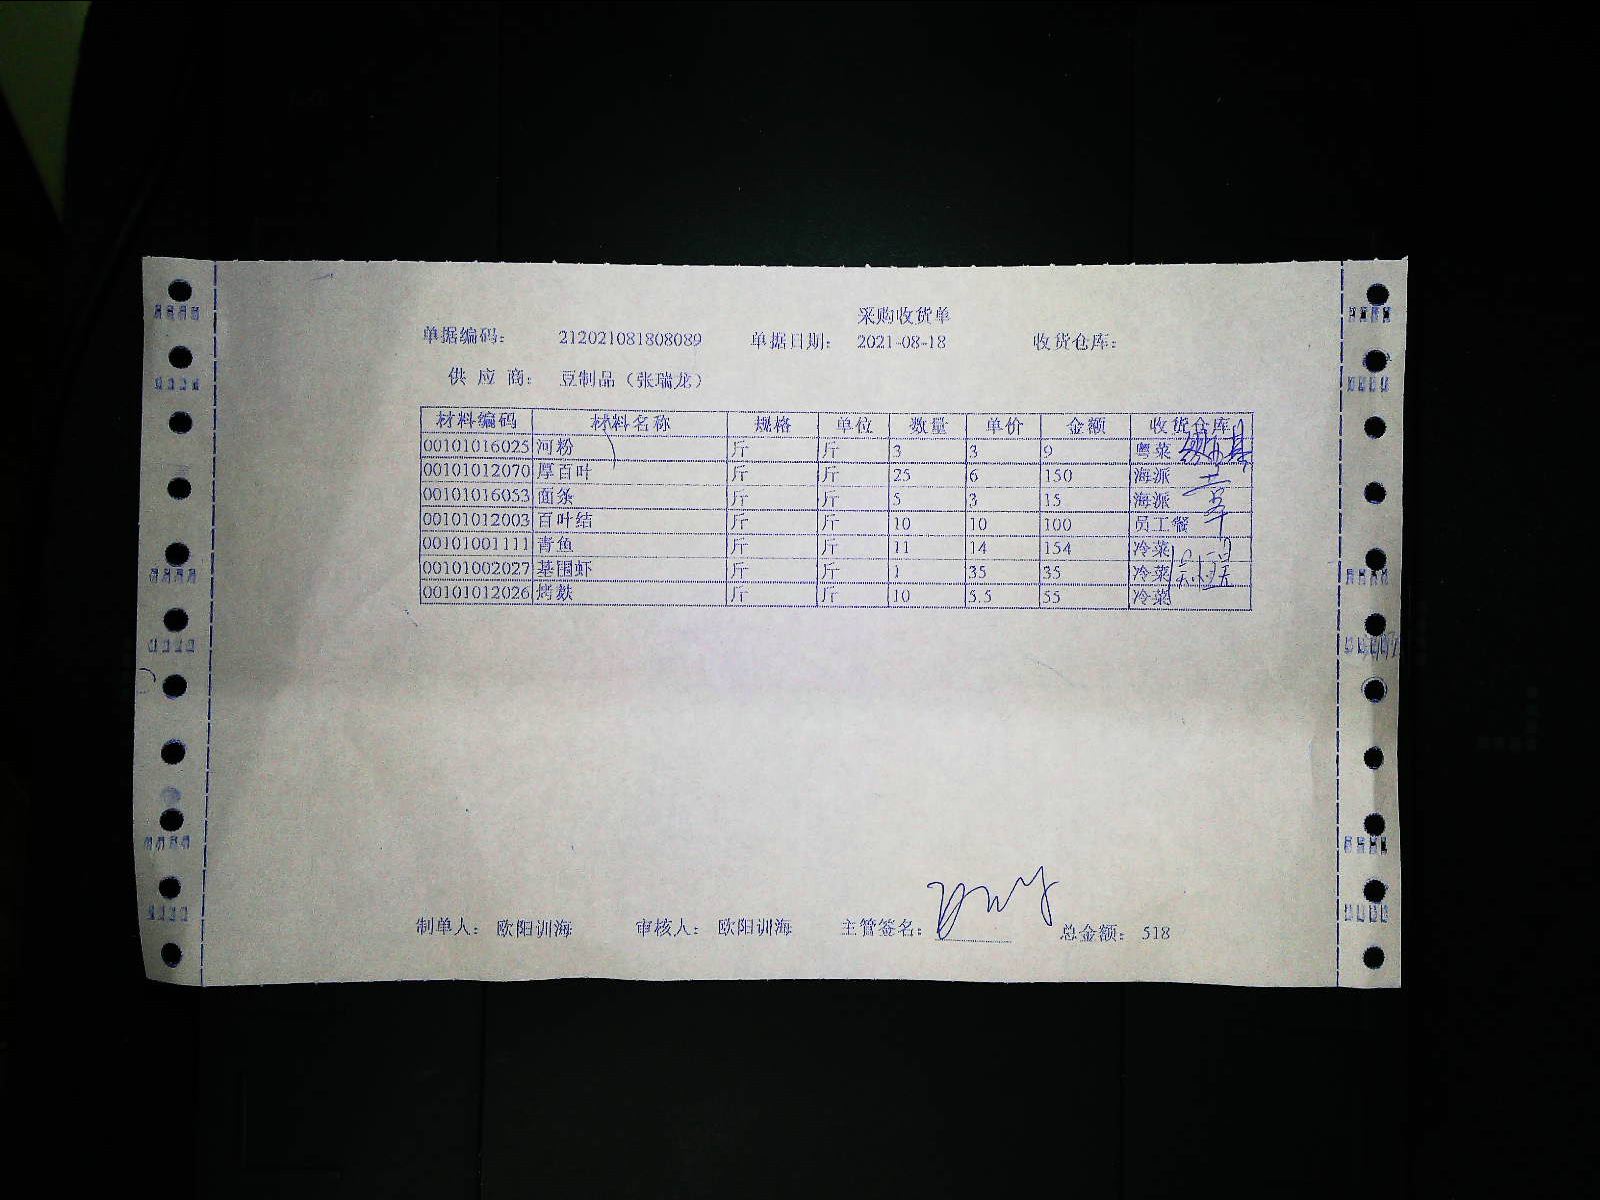 采购收货单
单据编码: 212021081808089 单据日期: 2021-08-18 收货仓库:
供应商: 豆制品（张瑞龙）
材料编码 材料名称 规格 单位 数量 单价 金额 收货仓库
00101016025 河粉 斤 斤 3 3 9 粤菜
00101012070 厚百叶 斤 斤 25 6 150 海派
00101016053 面条 斤 斤 5 3 15 海派
00101012003 百叶结 斤 斤 10 10 100 员工餐
00101001111 青鱼 斤 斤 11 14 154 冷菜
00101002027 基围虾 斤 斤 1 35 35 冷菜
00101012026 烤麸 斤 斤 10 5.5 55 冷菜
制单人: 欧阳训海 审核人: 欧阳训海 主管签名: 总金额: 518